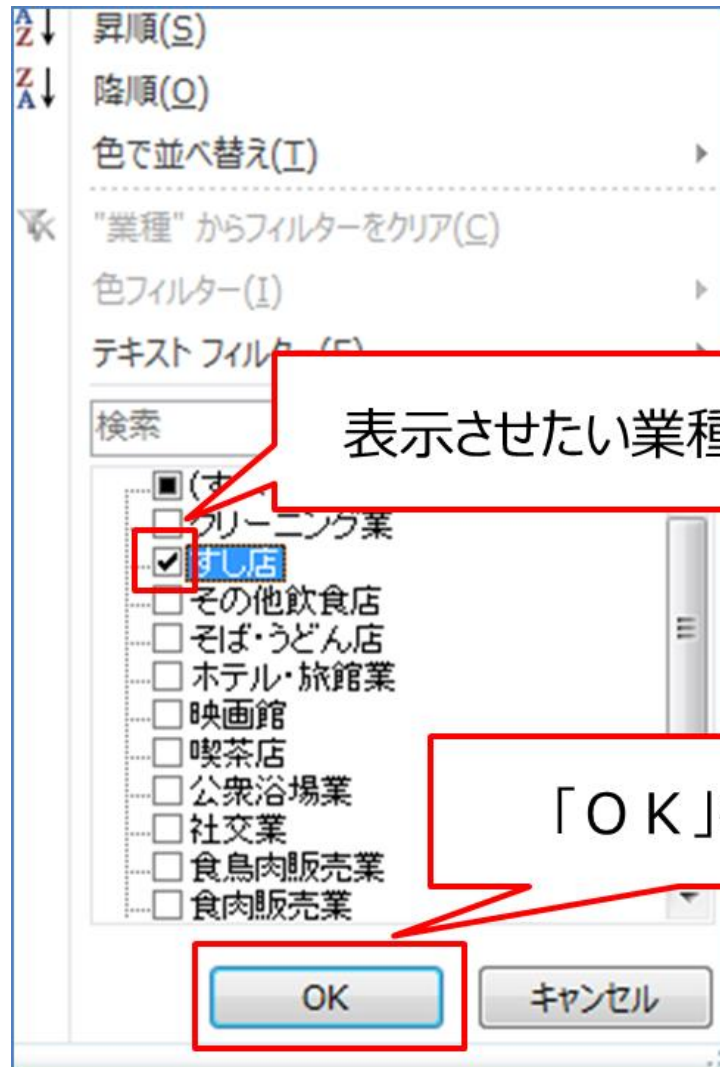 昇順(S)
降順(O)
色で並べ替え(T)
"業種" からフィルターをクリア(C)
色フィルター(I)
テキスト フィルター(F)
検索
表示させたい業種
(す
クリーニング業
すし店
その他飲食店
そば・うどん店
ホテル・旅館業
映画館
喫茶店
公衆浴場業
社交業
食鳥肉販売業
食肉販売業
「ＯＫ」
OK
キャンセル